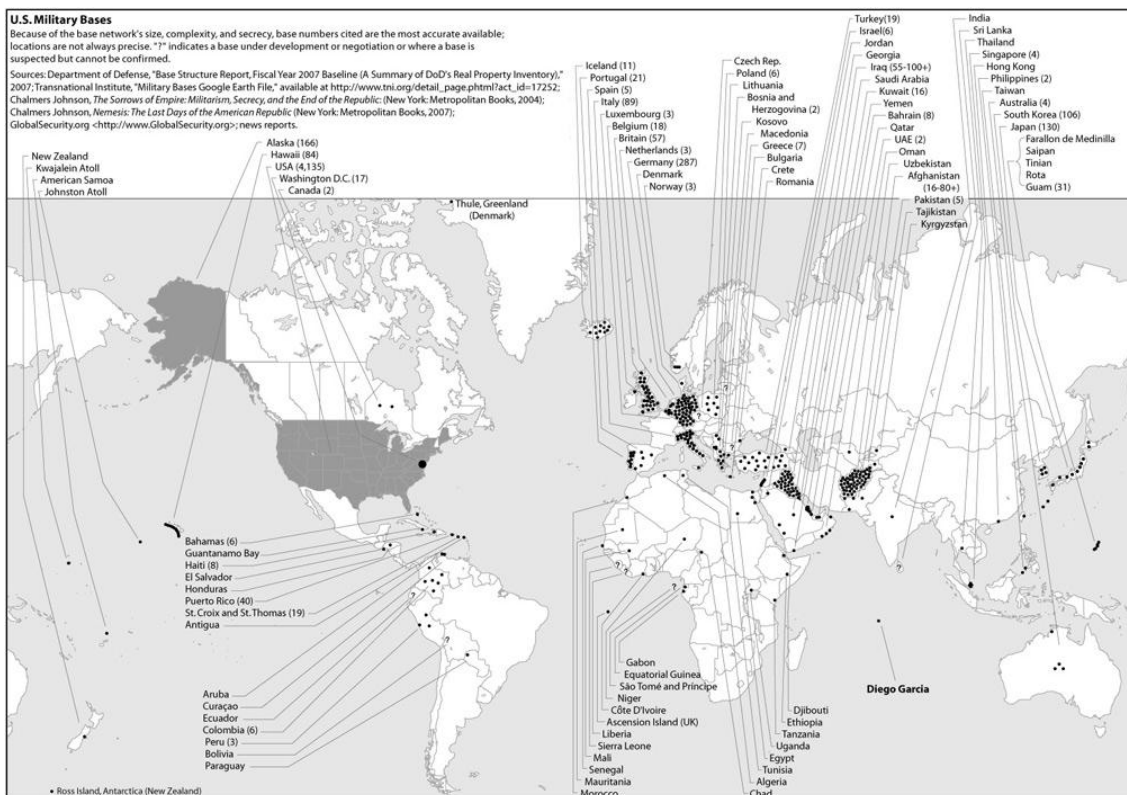 U.S. Military Bases
Because of the base network's size, complexity, and secrecy, base numbers cited are the most accurate available;
locations are not always precise. "?" indicates a base under development or negotiation or where a base is
suspected but cannot be confirmed.
Sources: Department of Defense, "Base Structure Report, Fiscal Year 2007 Baseline (A Summary of DoD's Real Property Inventory),"
2007; Transnational Institute, "Military Bases Google Earth File," available at http://www.tni.org/detail_page.phtml?act_id=17252;
Chalmers Johnson, The Sorrows of Empire: Militarism, Secrecy, and the End of the Republic: (New York: Metropolitan Books, 2004);
Chalmers Johnson, Nemesis: The Last Days of the American Republic (New York: Metropolitan Books, 2007);
GlobalSecurity.org <http://www.GlobalSecurity.org>; news reports.
New Zealand
Kwajalein Atoll
American Samoa
Johnston Atoll
Alaska (166)
Hawaii (84)
USA (4,135)
Washington D.C. (17)
Canada (2)
Thule, Greenland
(Denmark)
Iceland (11)
Portugal (21)
Spain (5)
Italy (89)
Luxembourg (3)
Belgium (18)
Britain (57)
Netherlands (3)
Germany (287)
Denmark
Norway (3)
Czech Rep.
Poland (6)
Lithuania
Bosnia and
Herzogovina (2)
Kosovo
Macedonia
Greece (7)
Bulgaria
Crete
Romania
Turkey (19)
Israel (6)
Jordan
Georgia
Iraq (55-100+)
Saudi Arabia
Kuwait (16)
Yemen
Bahrain (8)
Qatar
UAE (2)
Oman
Uzbekistan
Afghanistan
(16-80+)
Pakistan (5)
Tajikistan
Kyrgyzstan
India
Sri Lanka
Thailand
Singapore (4)
Hong Kong
Philippines (2)
Taiwan
Australia (4)
South Korea (106)
Japan (130)
Farallon de Medinilla
Saipan
Tinian
Rota
Guam (31)
Bahamas (6)
Guantanamo Bay
Haiti (8)
El Salvador
Honduras
Puerto Rico (40)
St. Croix and St. Thomas (19)
Antigua
Aruba
Curaçao
Ecuador
Colombia (6)
Peru (3)
Bolivia
Paraguay
Gabon
Equatorial Guinea
São Tomé and Príncipe
Niger
Côte D'Ivoire
Ascension Island (UK)
Liberia
Sierra Leone
Mali
Senegal
Mauritania
Morocco
Djibouti
Ethiopia
Tanzania
Uganda
Egypt
Tunisia
Algeria
Chad
Diego Garcia
Ross Island, Antarctica (New Zealand)
?
?
?
?
?
?
?
?